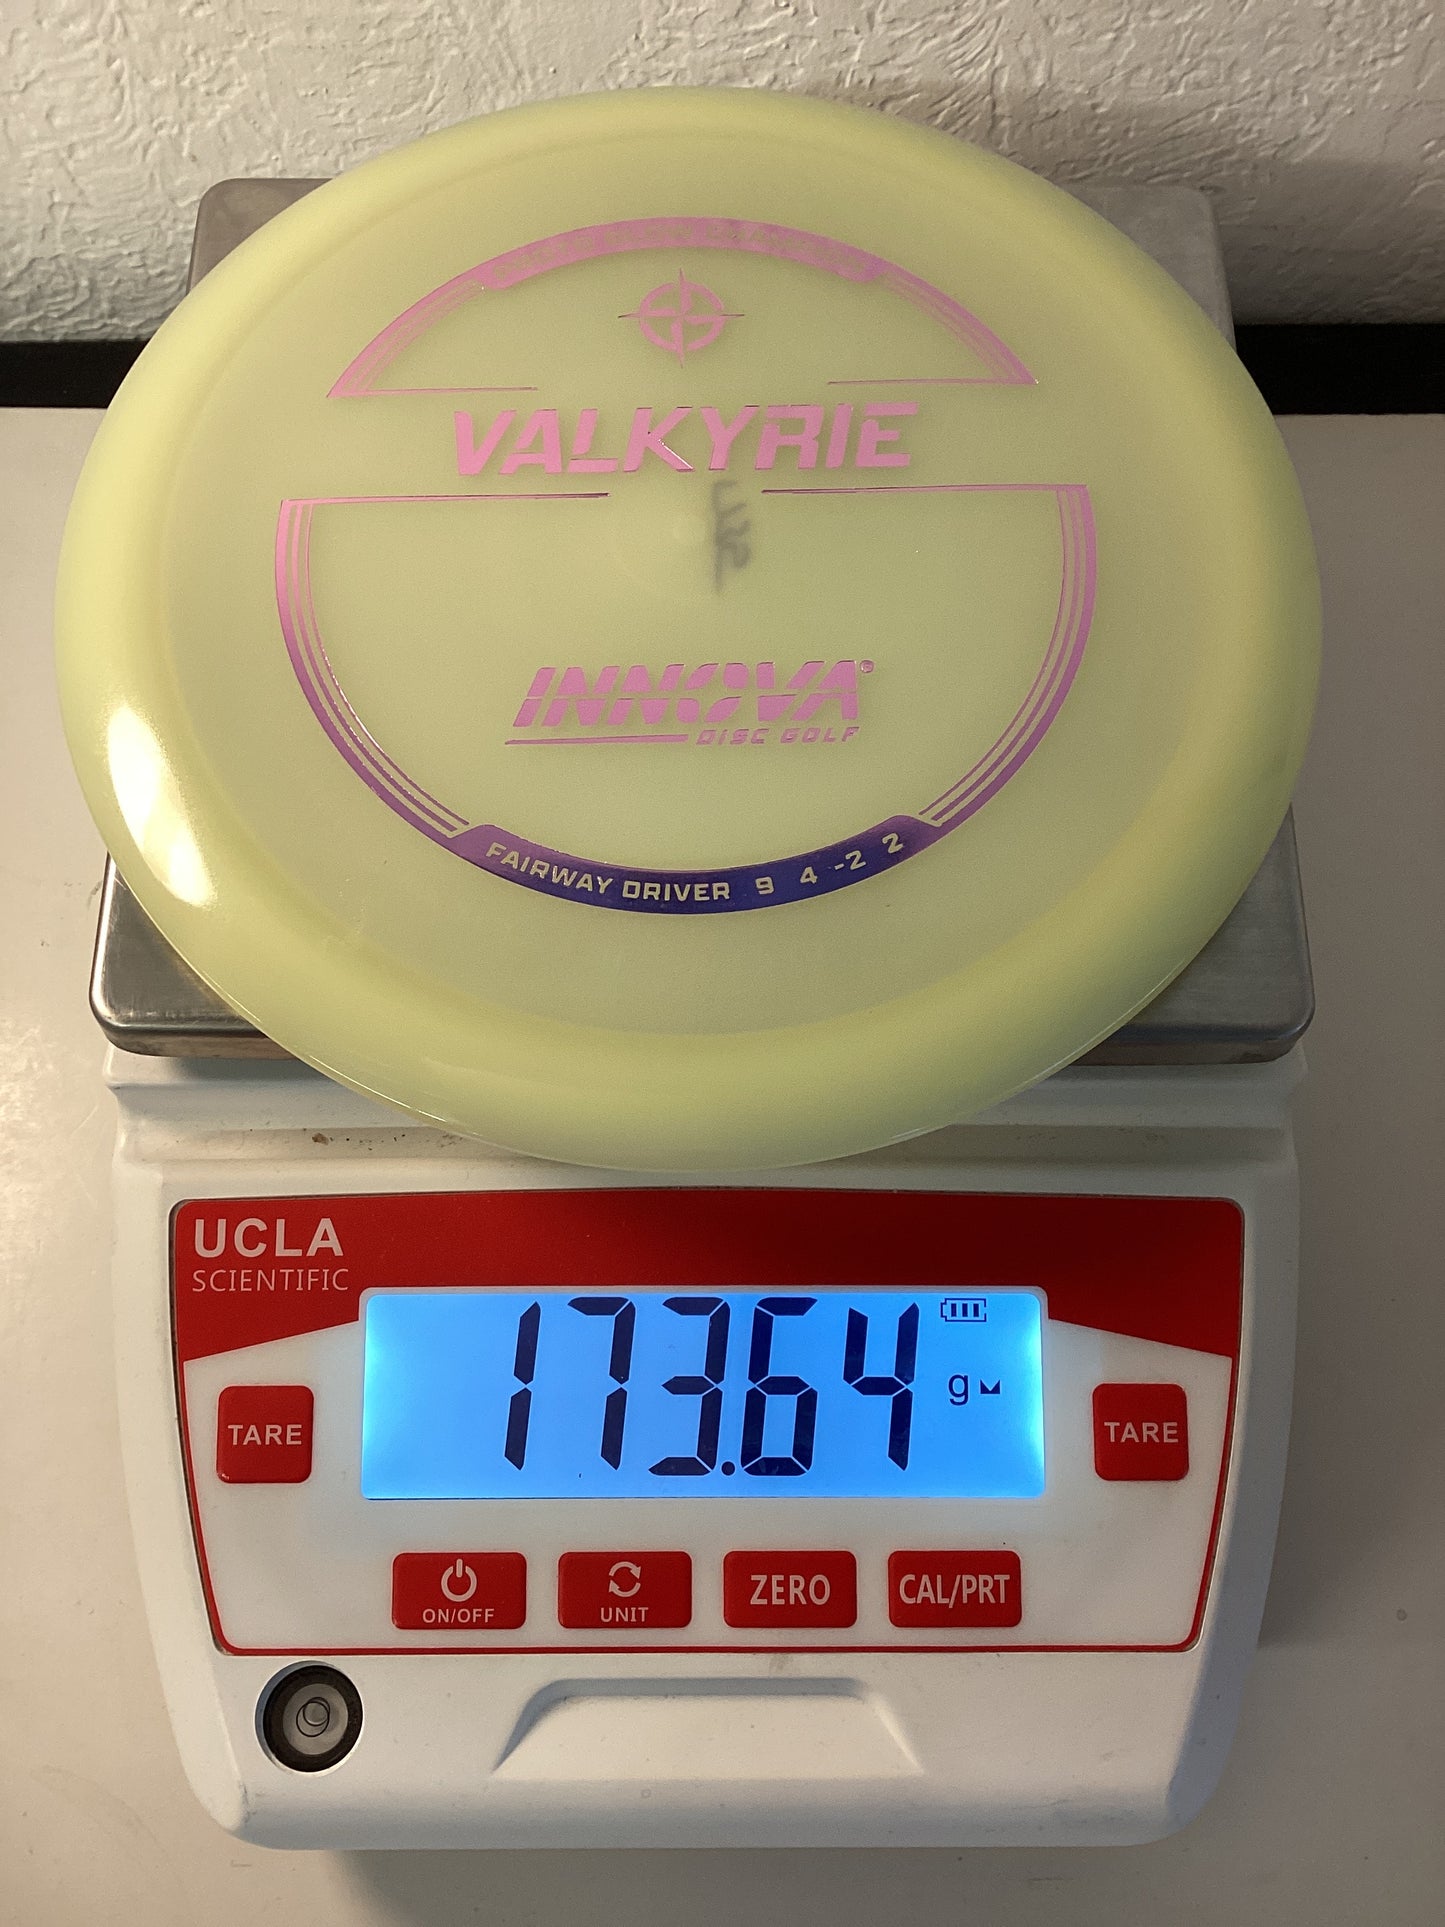 VALKYRIE
INNOVA®
DISC GOLF
FAIRWAY DRIVER 9 4 -2 2
UCLA
SCIENTIFIC
173.64 g
TARE
TARE
ON/OFF
UNIT
ZERO
CAL/PRT